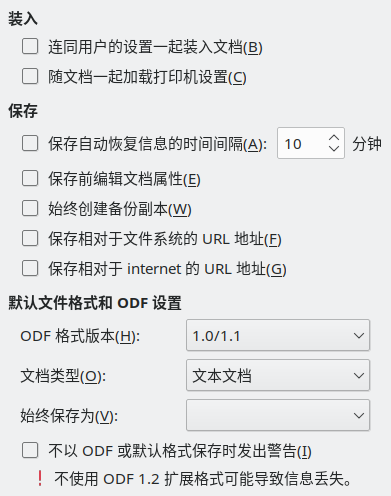 装入
连同用户的设置一起装入文档(B)
随文档一起加载打印机设置(C)
保存
保存自动恢复信息的时间间隔(A): 10 分钟
保存前编辑文档属性(E)
始终创建备份副本(W)
保存相对于文件系统的 URL 地址(F)
保存相对于 internet 的 URL 地址(G)
默认文件格式和 ODF 设置
ODF 格式版本(H): 1.0/1.1
文档类型(O): 文本文档
始终保存为(V):
不以 ODF 或默认格式保存时发出警告(I)
! 不使用 ODF 1.2 扩展格式可能导致信息丢失。